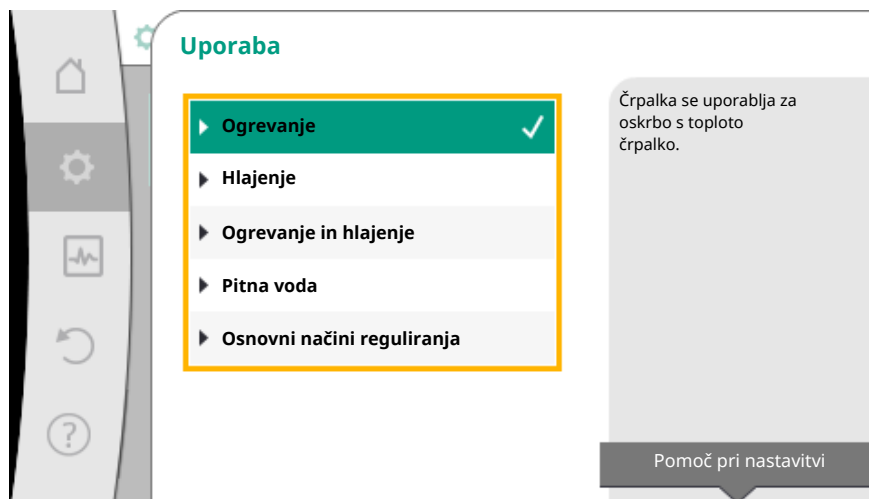 Uporaba
Ogrevanje
Hlajenje
Ogrevanje in hlajenje
Pitna voda
Osnovni načini reguliranja
Črpalka se uporablja za
oskrbo s toploto
črpalko.
Pomoč pri nastavitvi
?